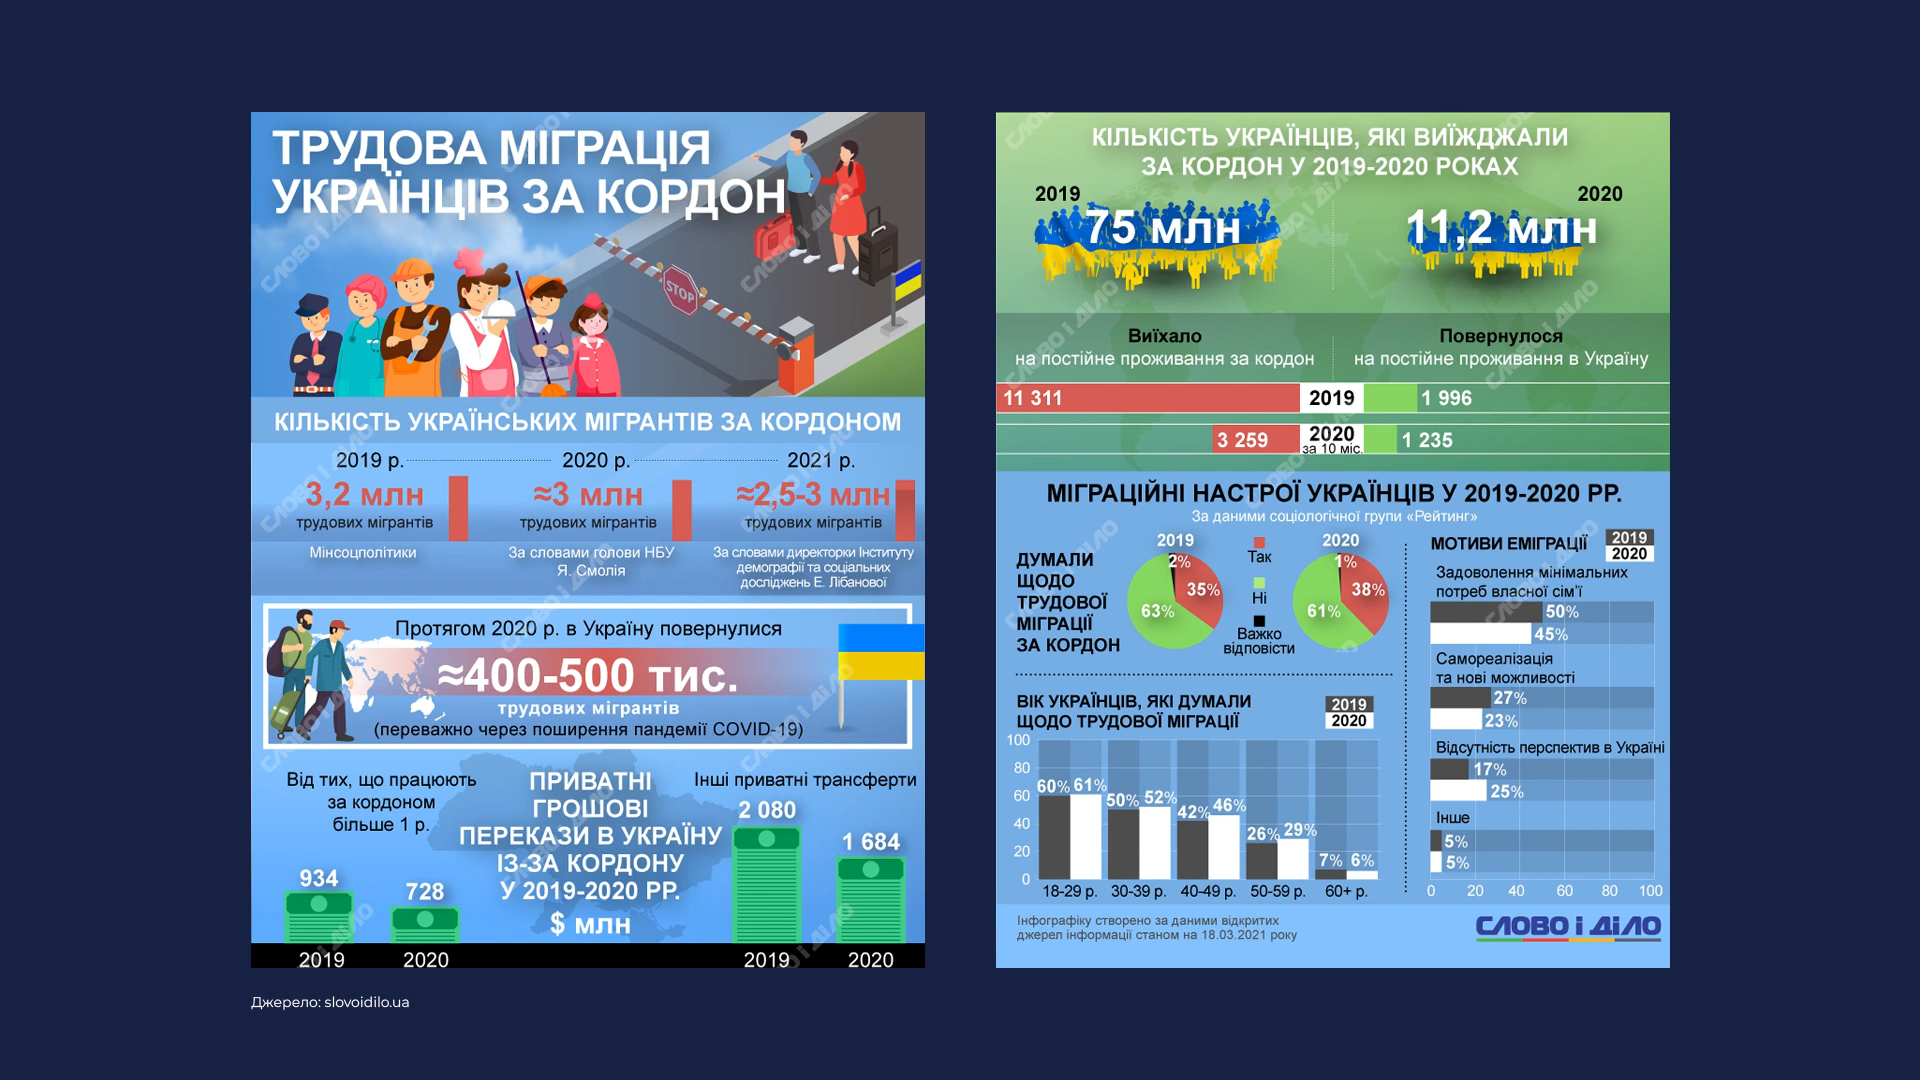 ТРУДОВА МІГРАЦІЯ
УКРАЇНЦІВ ЗА КОРДОН
STOP
КІЛЬКІСТЬ УКРАЇНСЬКИХ МІГРАНТІВ ЗА КОРДОНОМ
2019 р.
3,2 млн
трудових мігрантів
Мінсоцполітики
2020 р.
≈3 млн
трудових мігрантів
За словами голови НБУ
Я. Смолія
2021 р.
≈2,5-3 млн
трудових мігрантів
За словами директорки Інституту
демографії та соціальних
досліджень Е. Лібанової
Протягом 2020 р. в Україну повернулися
≈400-500 тис.
трудових мігрантів
(переважно через поширення пандемії COVID-19)
Від тих, що працюють
за кордоном
більше 1 р.
934
728
2019
2020
ПРИВАТНІ
ГРОШОВІ
ПЕРЕКАЗИ В УКРАЇНУ
ІЗ-ЗА КОРДОНУ
У 2019-2020 РР.
$ млн
Інші приватні трансферти
2 080
1 684
2019
2020
Джерело: slovoidilo.ua
КІЛЬКІСТЬ УКРАЇНЦІВ, ЯКІ ВИЇЖДЖАЛИ
ЗА КОРДОН У 2019-2020 РОКАХ
2019
75 млн
2020
11,2 млн
Виїхало
на постійне проживання за кордон
Повернулося
на постійне проживання в Україну
11 311
2019
1 996
3 259
2020
за 10 міс.
1 235
МІГРАЦІЙНІ НАСТРОЇ УКРАЇНЦІВ У 2019-2020 РР.
За даними соціологічної групи «Рейтинг»
ДУМАЛИ
ЩОДО
ТРУДОВОЇ
МІГРАЦІЇ
ЗА КОРДОН
2019
2%
35%
63%
Так
Ні
Важко
відповісти
2020
1%
38%
61%
ВІК УКРАЇНЦІВ, ЯКІ ДУМАЛИ
ЩОДО ТРУДОВОЇ МІГРАЦІЇ
2019
2020
100
80
60
40
20
0
60% 61%
50% 52%
42% 46%
26% 29%
7% 6%
18-29 р. 30-39 р. 40-49 р. 50-59 р. 60+ р.
МОТИВИ ЕМІГРАЦІЇ
2019
2020
Задоволення мінімальних
потреб власної сім'ї
50%
45%
Самореалізація
та нові можливості
27%
23%
Відсутність перспектив в Україні
17%
25%
Інше
5%
5%
0 20 40 60 80 100
Інфографіку створено за даними відкритих
джерел інформації станом на 18.03.2021 року
СЛОВО і ДІЛО